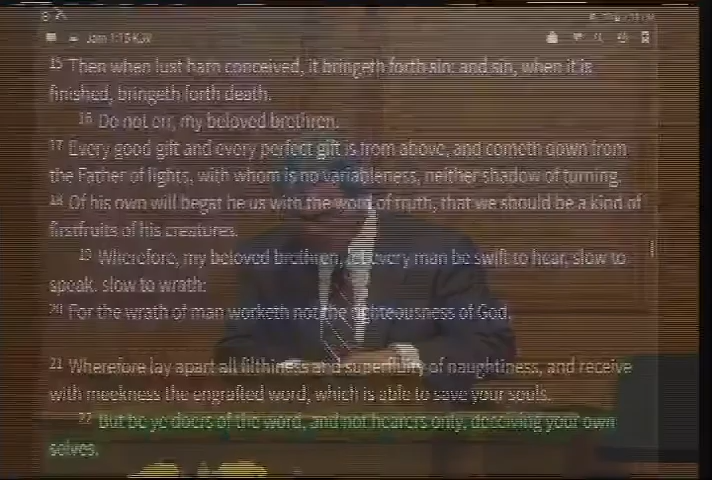 Jam 1:15 KJV
15 Then when lust hath conceived, it bringeth forth sin: and sin, when it is
finished, bringeth forth death.
16 Do not err, my beloved brethren.
17 Every good gift and every perfect gift is from above, and cometh down from
the Father of lights, with whom is no variableness, neither shadow of turning.
18 Of his own will begat he us with the word of truth, that we should be a kind of
firstfruits of his creatures.
19 Wherefore, my beloved brethren, let every man be swift to hear, slow to
speak, slow to wrath:
20 For the wrath of man worketh not the righteousness of God.
21 Wherefore lay apart all filthiness and superfluity of naughtiness, and receive
with meekness the engrafted word, which is able to save your souls.
22 But be ye doers of the word, and not hearers only, deceiving your own
selves.